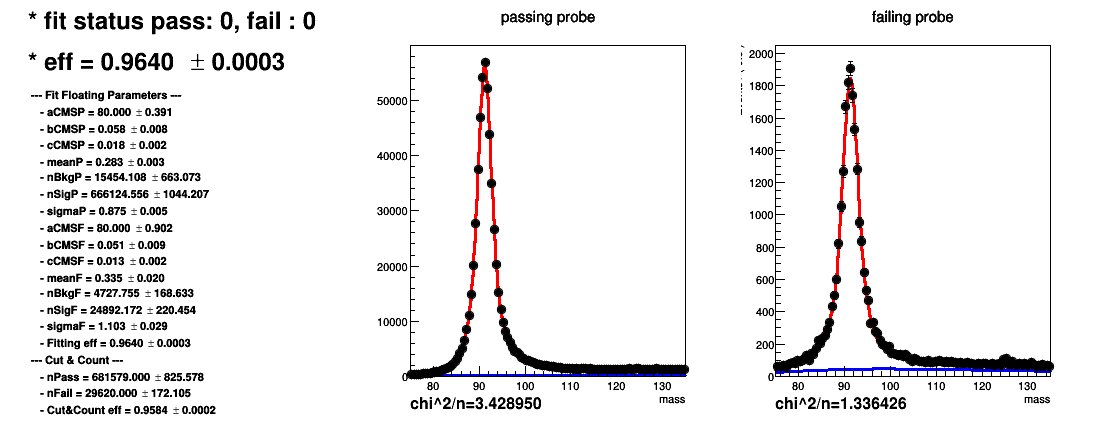 * fit status pass: 0, fail : 0
* eff = 0.9640 ± 0.0003
--- Fit Floating Parameters ---
- aCMSP = 80.000 ± 0.391
- bCMSP = 0.058 ± 0.008
- cCMSP = 0.018 ± 0.002
- meanP = 0.283 ± 0.003
- nBkgP = 15454.108 ± 663.073
- nSigP = 666124.556 ± 1044.207
- sigmaP = 0.875 ± 0.005
- aCMSF = 80.000 ± 0.902
- bCMSF = 0.051 ± 0.009
- cCMSF = 0.013 ± 0.002
- meanF = 0.335 ± 0.020
- nBkgF = 4727.755 ± 168.633
- nSigF = 24892.172 ± 220.454
- sigmaF = 1.103 ± 0.029
- Fitting eff = 0.9640 ± 0.0003
--- Cut & Count ---
- nPass = 681579.000 ± 825.578
- nFail = 29620.000 ± 172.105
- Cut&Count eff = 0.9584 ± 0.0002
passing probe
50000
40000
30000
20000
10000
0
80 90 100 110 120 130
mass
chi^2/n=3.428950
failing probe
2000
1800
1600
1400
1200
1000
800
600
400
200
0
80 90 100 110 120 130
mass
chi^2/n=1.336426